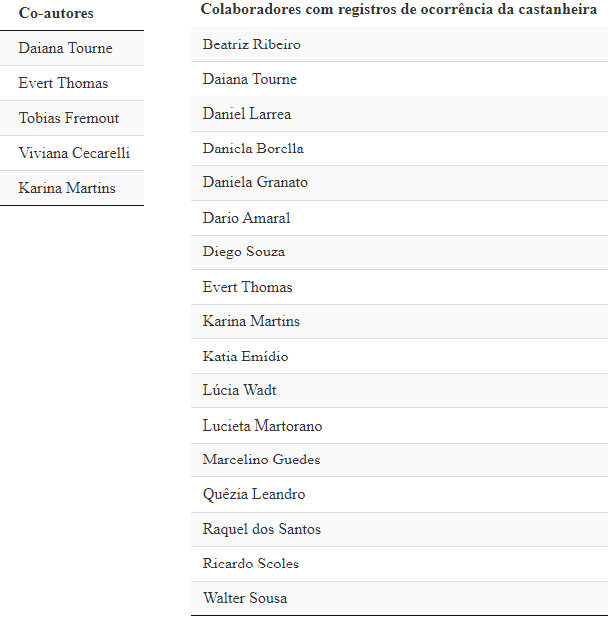 Co-autores
Daiana Tourne
Evert Thomas
Tobias Fremout
Viviana Cecarelli
Karina Martins
Colaboradores com registros de ocorrência da castanheira
Beatriz Ribeiro
Daiana Tourne
Daniel Larrea
Daniela Borella
Daniela Granato
Dario Amaral
Diego Souza
Evert Thomas
Karina Martins
Katia Emídio
Lúcia Wadt
Lucieta Martorano
Marcelino Guedes
Quêzia Leandro
Raquel dos Santos
Ricardo Scoles
Walter Sousa